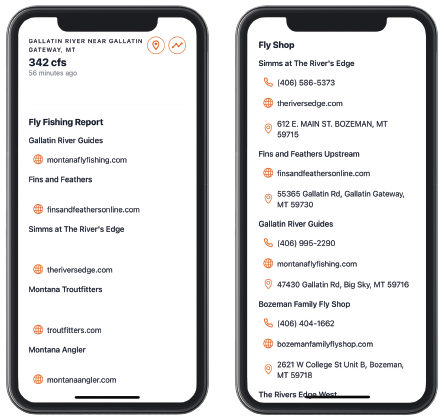 GALLATIN RIVER NEAR GALLATIN
GATEWAY, MT
342 cfs
56 minutes ago
Fly Fishing Report
Gallatin River Guides
montanaflyfishing.com
Fins and Feathers
finsandfeathersonline.com
Simms at The River's Edge
theriversedge.com
Montana Troutfitters
troutfitters.com
Montana Angler
montanaangler.com
Fly Shop
Simms at The River's Edge
(406) 586-5373
theriversedge.com
612 E. MAIN ST. BOZEMAN, MT
59715
Fins and Feathers Upstream
finsandfeathersonline.com
55365 Gallatin Rd, Gallatin Gateway,
MT 59730
Gallatin River Guides
(406) 995-2290
montanaflyfishing.com
47430 Gallatin Rd, Big Sky, MT 59716
Bozeman Family Fly Shop
(406) 404-1662
bozemanfamilyflyshop.com
2621 W College St Unit B, Bozeman,
MT 59718
The Rivers Edge West